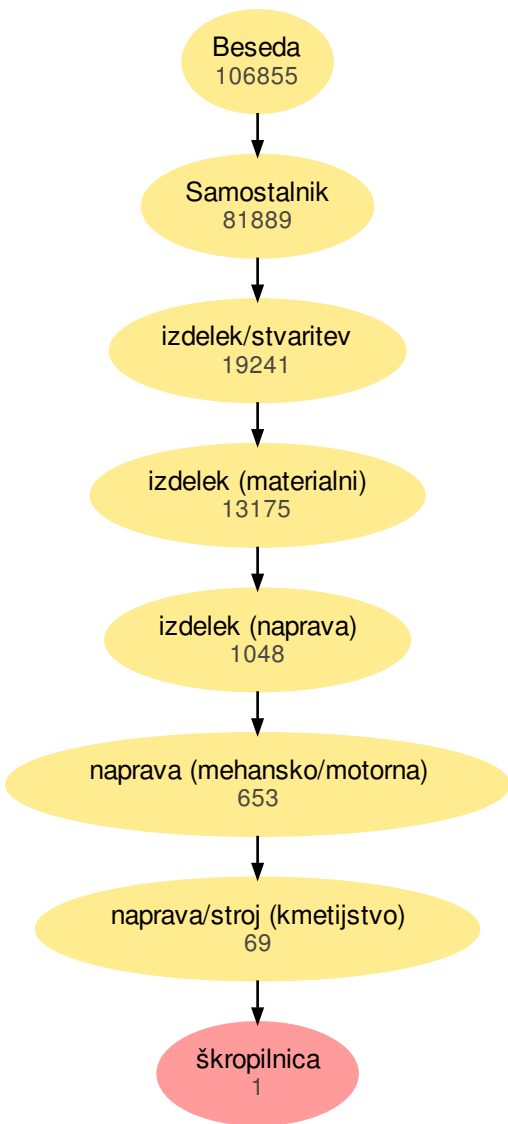 Beseda
106855
Samostalnik
81889
izdelek/stvaritev
19241
izdelek (materialni)
13175
izdelek (naprava)
1048
naprava (mehansko/motorna)
653
naprava/stroj (kmetijstvo)
69
škropilnica
1